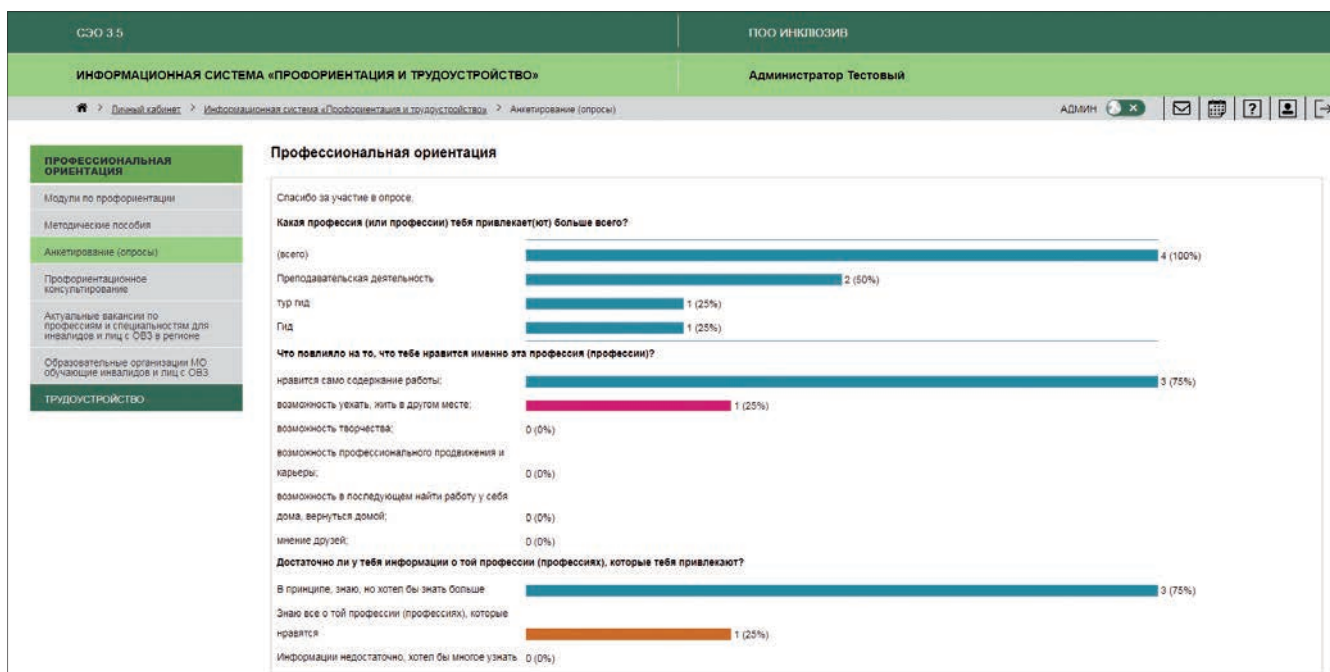 СЭО 3.5
ПОО ИНКЛЮЗИВ
ИНФОРМАЦИОННАЯ СИСТЕМА «ПРОФОРИЕНТАЦИЯ И ТРУДОУСТРОЙСТВО»
Администратор Тестовый
> Личный кабинет > Информационная система «Профориентация и трудоустройство» > Анкетирование (опросы)
АДМИН
ПРОФЕССИОНАЛЬНАЯ
ОРИЕНТАЦИЯ
Модули по профориентации
Методические пособия
Анкетирование (опросы)
Профориентационное
консультирование
Актуальные вакансии по
профессиям и специальностям для
инвалидов и лиц с ОВЗ в регионе
Образовательные организации МО
обучающие инвалидов и лиц с ОВЗ
ТРУДОУСТРОЙСТВО
Профессиональная ориентация
Спасибо за участие в опросе.
Какая профессия (или профессии) тебя привлекает(ют) больше всего?
(всего) 4 (100%)
Преподавательская деятельность 2 (50%)
тур гид 1 (25%)
Гид 1 (25%)
Что повлияло на то, что тебе нравится именно эта профессия (профессии)?
нравится само содержание работы; 3 (75%)
возможность уехать, жить в другом месте; 1 (25%)
возможность творчества; 0 (0%)
возможность профессионального продвижения и
карьеры; 0 (0%)
возможность в последующем найти работу у себя
дома, вернуться домой; 0 (0%)
мнение друзей; 0 (0%)
Достаточно ли у тебя информации о той профессии (профессиях), которые тебя привлекают?
В принципе, знаю, но хотел бы знать больше 3 (75%)
Знаю все о той профессии (профессиях), которые
нравятся 1 (25%)
Информации недостаточно, хотел бы многое узнать 0 (0%)